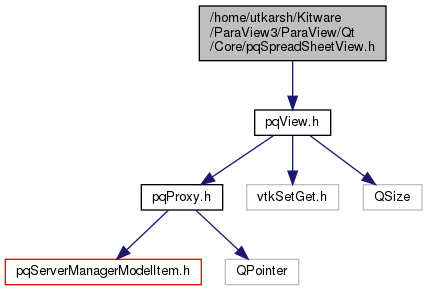 /home/utkarsh/Kitware
/ParaView3/ParaView/Qt
/Core/pqSpreadSheetView.h
pqView.h
pqProxy.h
vtkSetGet.h
QSize
pqServerManagerModelItem.h
QPointer